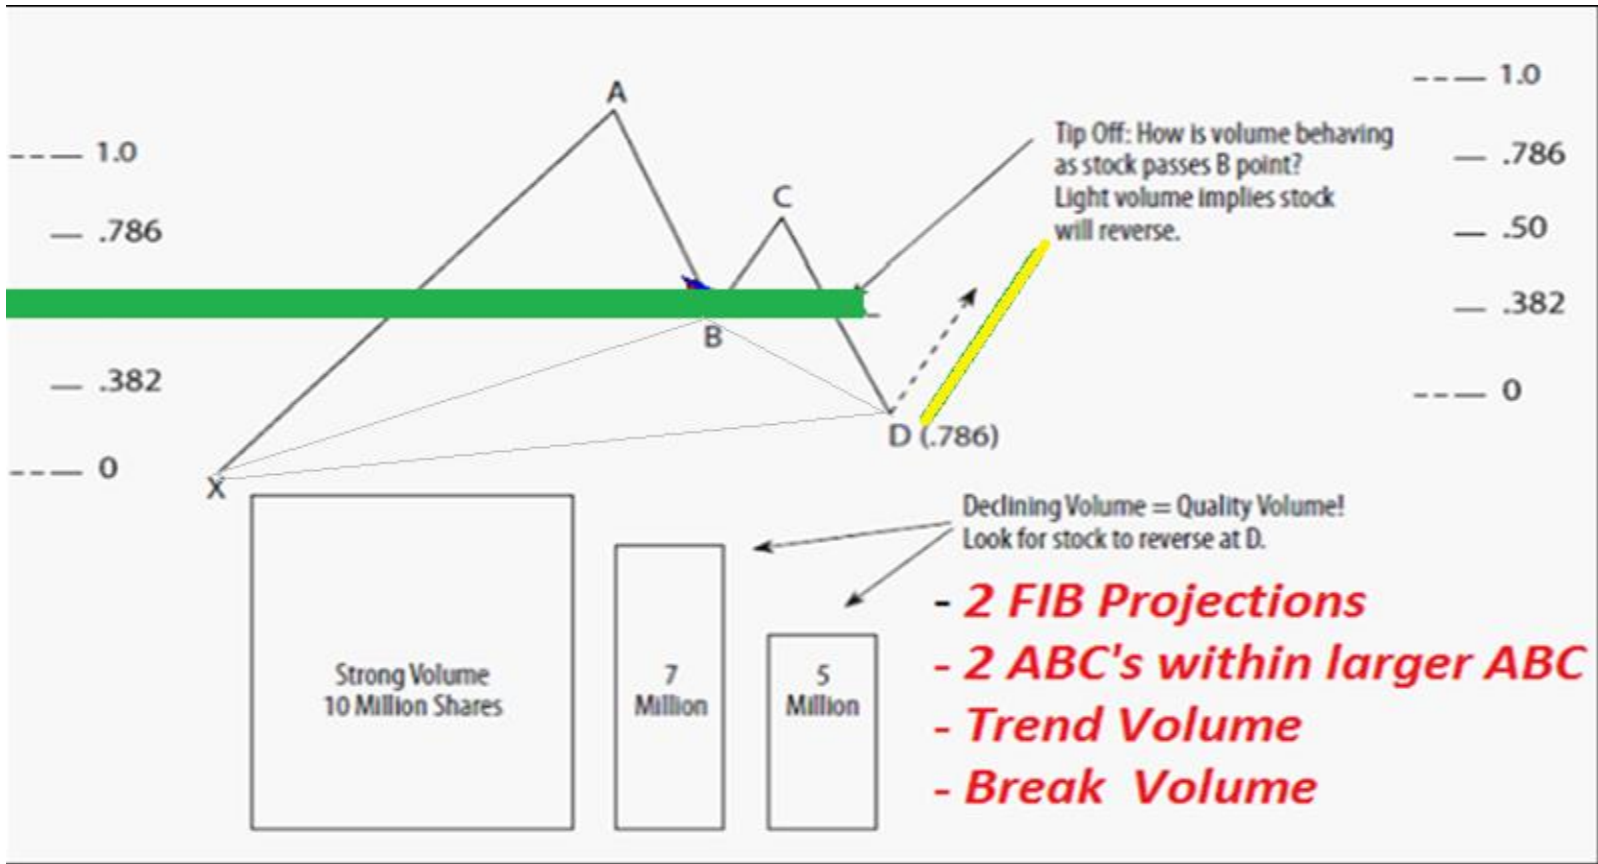 A
1.0
.786
.382
0
X
B
C
D (.786)
Tip Off: How is volume behaving
as stock passes B point?
Light volume implies stock
will reverse.
1.0
.786
.50
.382
0
Strong Volume
10 Million Shares
7
Million
5
Million
Declining Volume = Quality Volume!
Look for stock to reverse at D.
- 2 FIB Projections
- 2 ABC's within larger ABC
- Trend Volume
- Break Volume